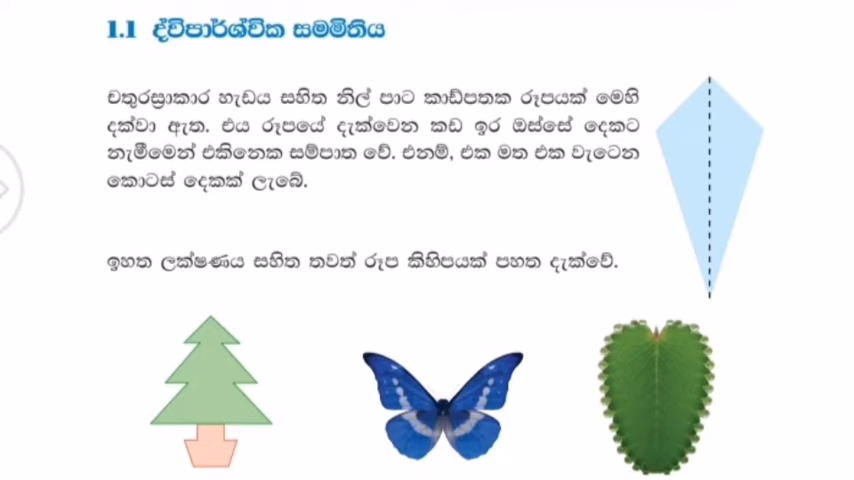 1.1 ද්විපාර්ශ්වික සමමිතිය
චතුරස්‍රාකාර හැඩය සහිත නිල් පාට කාඩ්පතක රූපයක් මෙහි
දක්වා ඇත. එය රූපයේ දැක්වෙන කඩ ඉර ඔස්සේ දෙකට
නැමීමෙන් එකිනෙක සම්පාත වේ. එනම්, එක මත එක වැටෙන
කොටස් දෙකක් ලැබේ.
ඉහත ලක්ෂණය සහිත තවත් රූප කිහිපයක් පහත දැක්වේ.